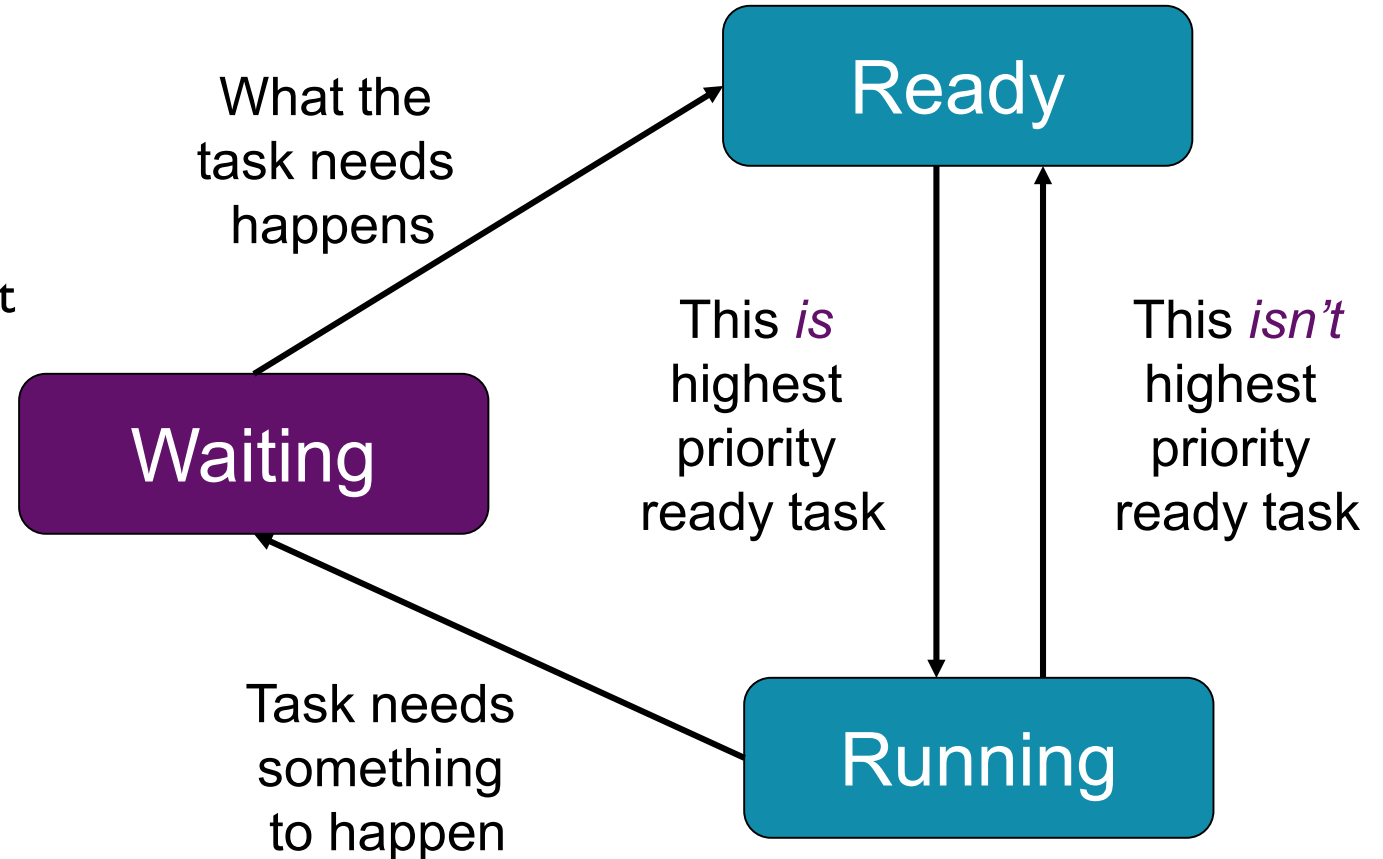 Ready
What the
task needs
happens
t
This is
highest
priority
ready task
This isn’t
highest
priority
ready task
Waiting
Task needs
something
to happen
Running